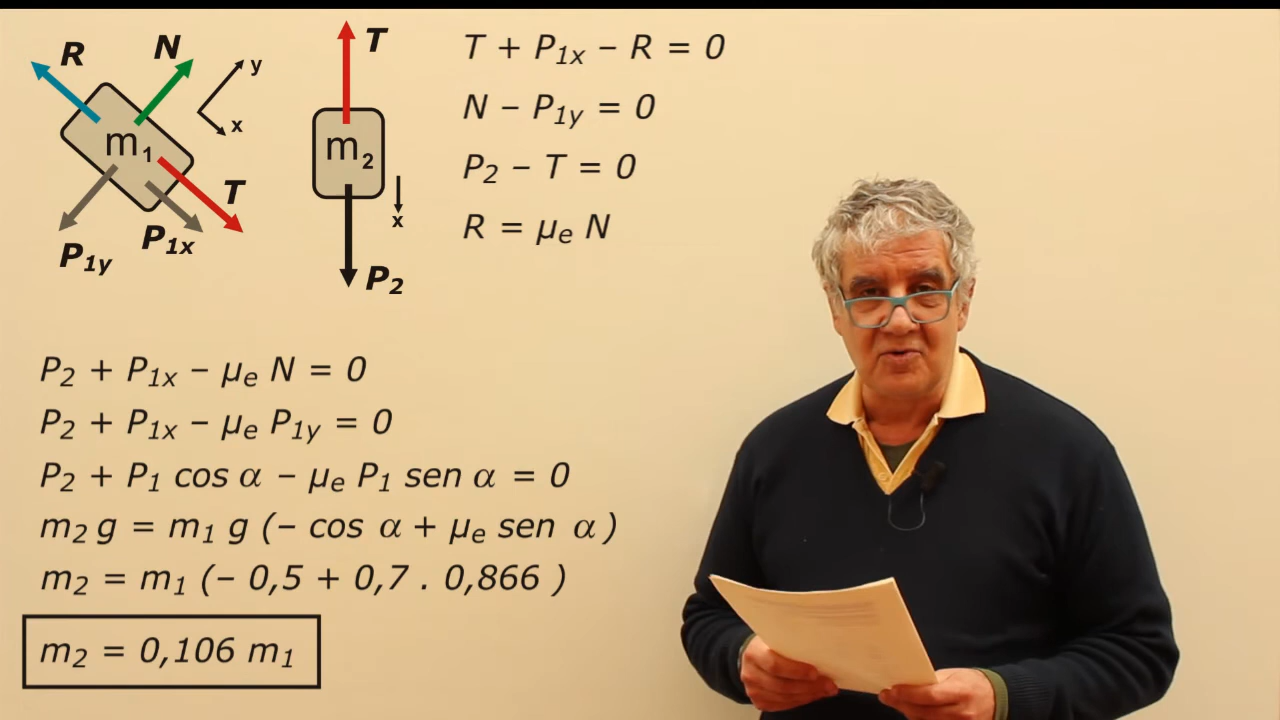 R
N
y
x
m₁
T
P₁ₓ
P₁y
T
m₂
x
P₂
T + P₁ₓ – R = 0
N – P₁y = 0
P₂ – T = 0
R = μₑ N
P₂ + P₁ₓ – μₑ N = 0
P₂ + P₁ₓ – μₑ P₁y = 0
P₂ + P₁ cos α – μₑ P₁ sen α = 0
m₂ g = m₁ g (– cos α + μₑ sen α )
m₂ = m₁ (– 0,5 + 0,7 . 0,866 )
m₂ = 0,106 m₁